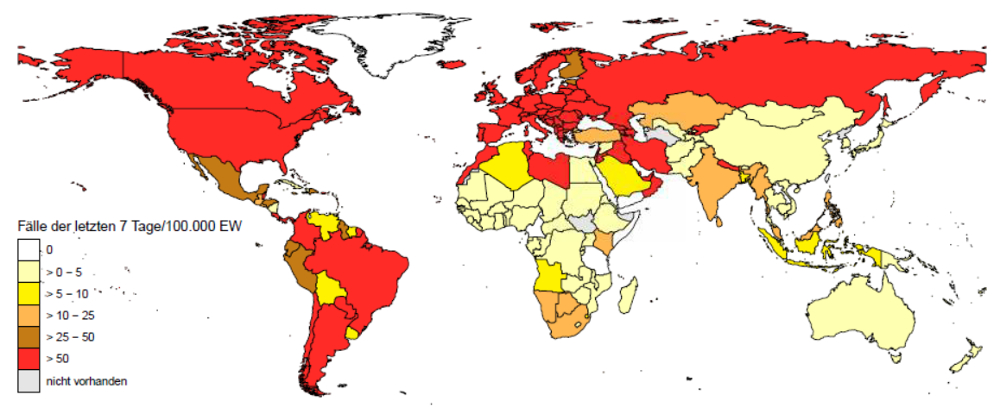 Fälle der letzten 7 Tage/100.000 EW
0
> 0 – 5
> 5 – 10
> 10 – 25
> 25 – 50
> 50
nicht vorhanden